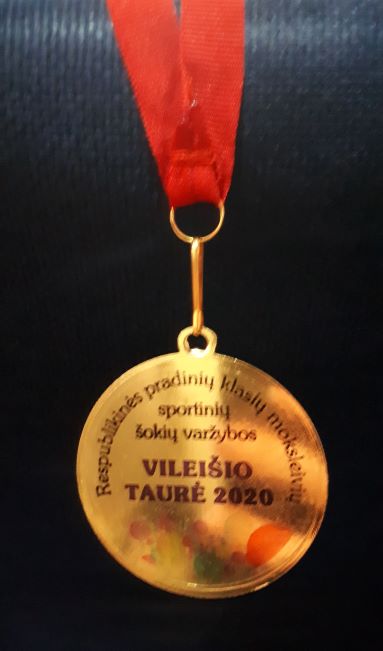 Respublikinės pradinių klasių moksleivių
sportinių
šokių varžybos
VILEIŠIO
TAURĖ 2020